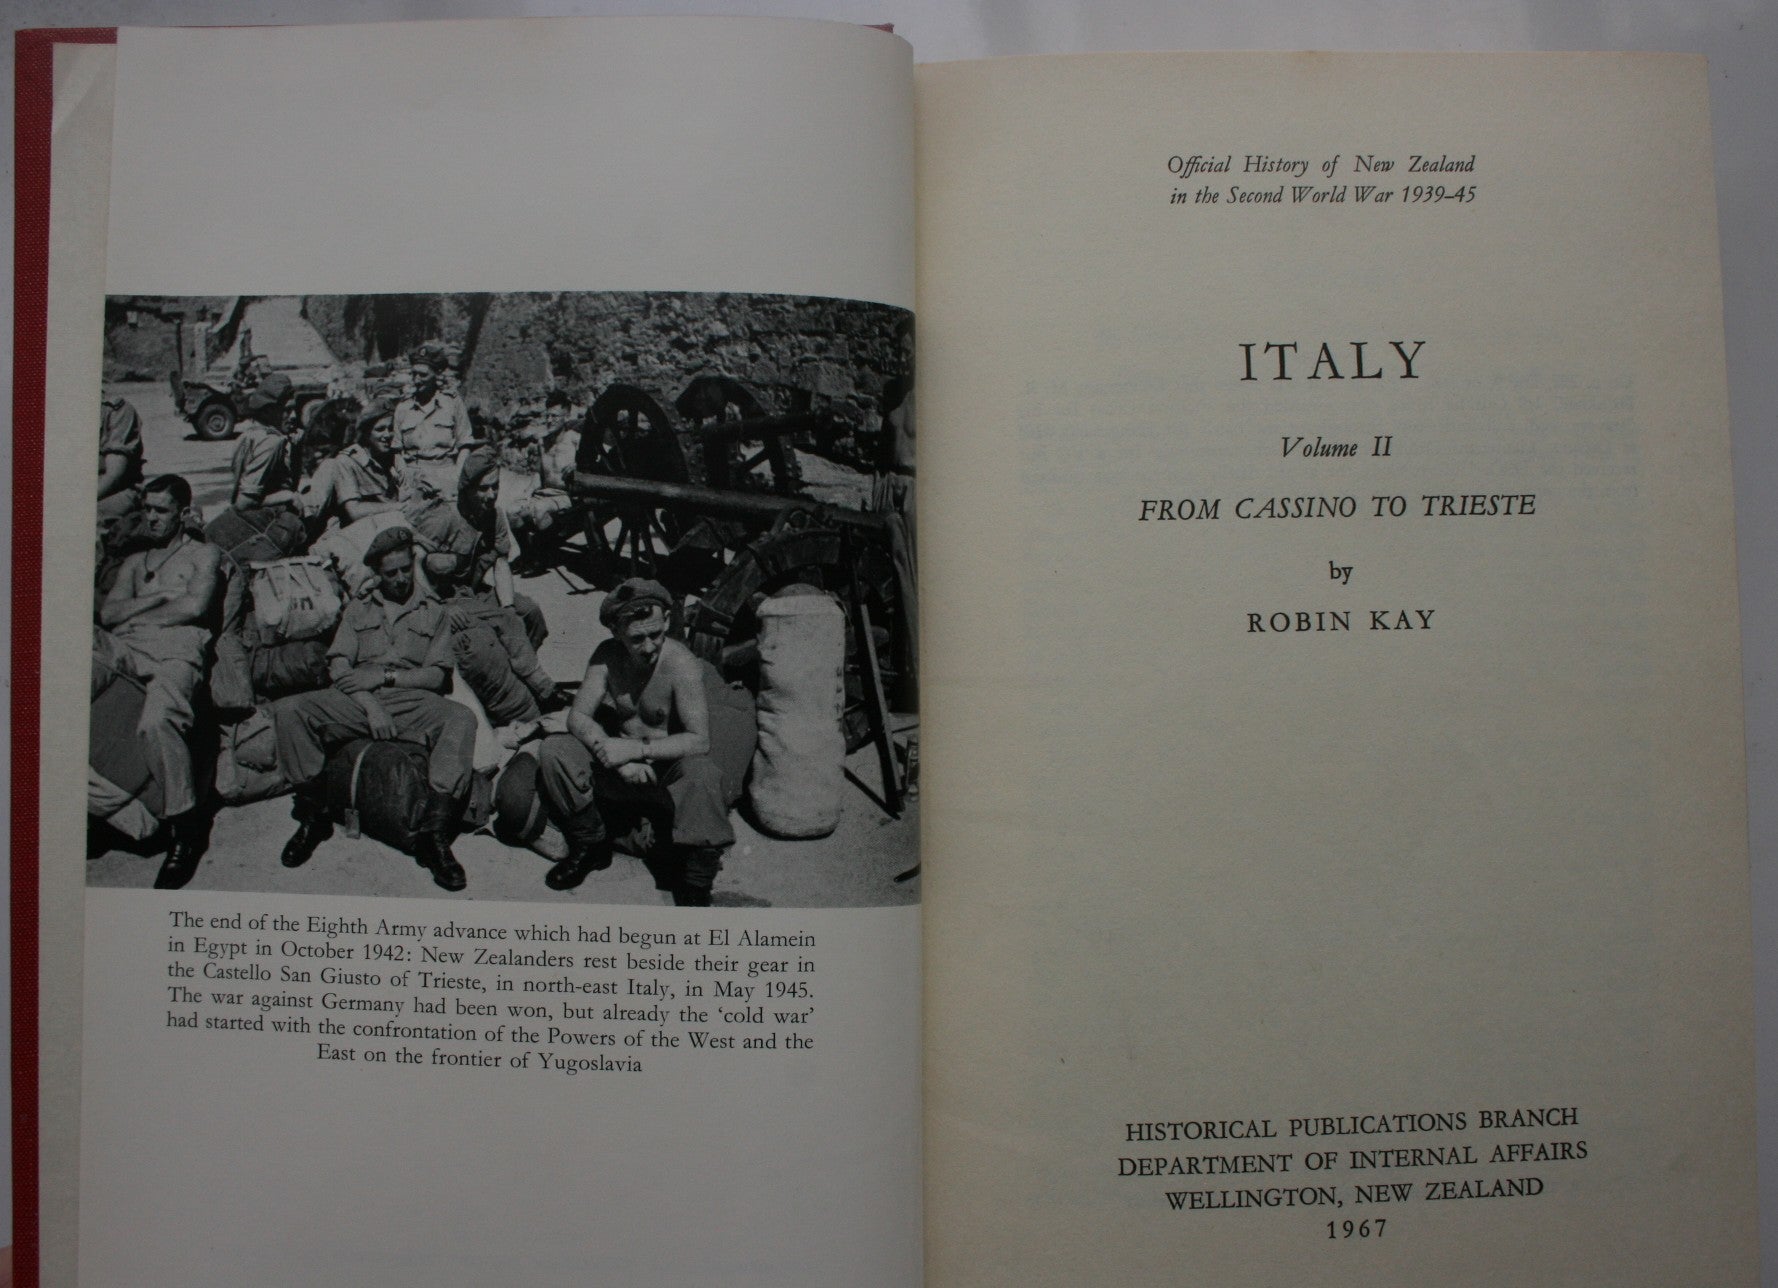 The end of the Eighth Army advance which had begun at El Alamein
in Egypt in October 1942: New Zealanders rest beside their gear in
the Castello San Giusto of Trieste, in north-east Italy, in May 1945.
The war against Germany had been won, but already the ‘cold war’
had started with the confrontation of the Powers of the West and the
East on the frontier of Yugoslavia
Official History of New Zealand
in the Second World War 1939–45
ITALY
Volume II
FROM CASSINO TO TRIESTE
by
ROBIN KAY
HISTORICAL PUBLICATIONS BRANCH
DEPARTMENT OF INTERNAL AFFAIRS
WELLINGTON, NEW ZEALAND
1967